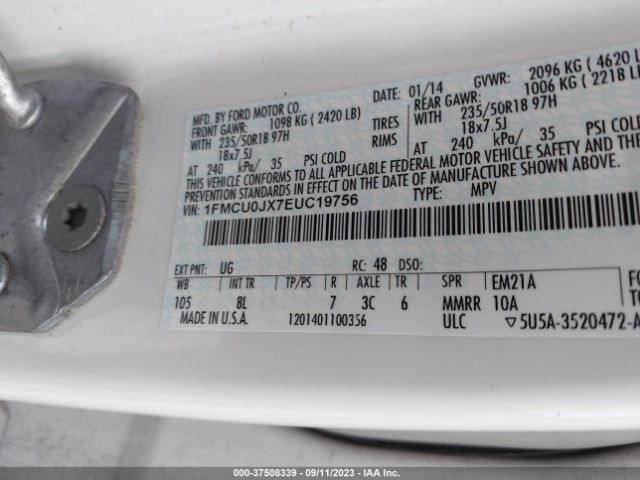 MFD. BY FORD MOTOR CO. DATE: 01/14 GVWR: 2096 KG ( 4620 L
FRONT GAWR: 1098 KG ( 2420 LB) REAR GAWR: 1006 KG ( 2218 LB
WITH 235/50R18 97H TIRES WITH 235/50R18 97H
18x7.5J RIMS 18x7.5J
AT 240 kPa/ 35 PSI COLD AT 240 kPa/ 35 PSI COLD
THIS VEHICLE CONFORMS TO ALL APPLICABLE FEDERAL MOTOR VEHICLE SAFETY AND THE
PREVENTION STANDARDS IN EFFECT ON THE DATE OF MANUFACTURE SHOWN ABOVE.
VIN: 1FMCU0JX7EUC19756 TYPE: MPV
EXT PNT: UG RC: 48 DSO:
WB BR TP/PS R AXLE TR SPR EM21A
105 8L 7 3C 6 MMRR 10A
MADE IN U.S.A. 1201401100356 ULC ▽5U5A-3520472-A
FO
TO
# - 37508339 - 09/11/2023 - IAA Inc.